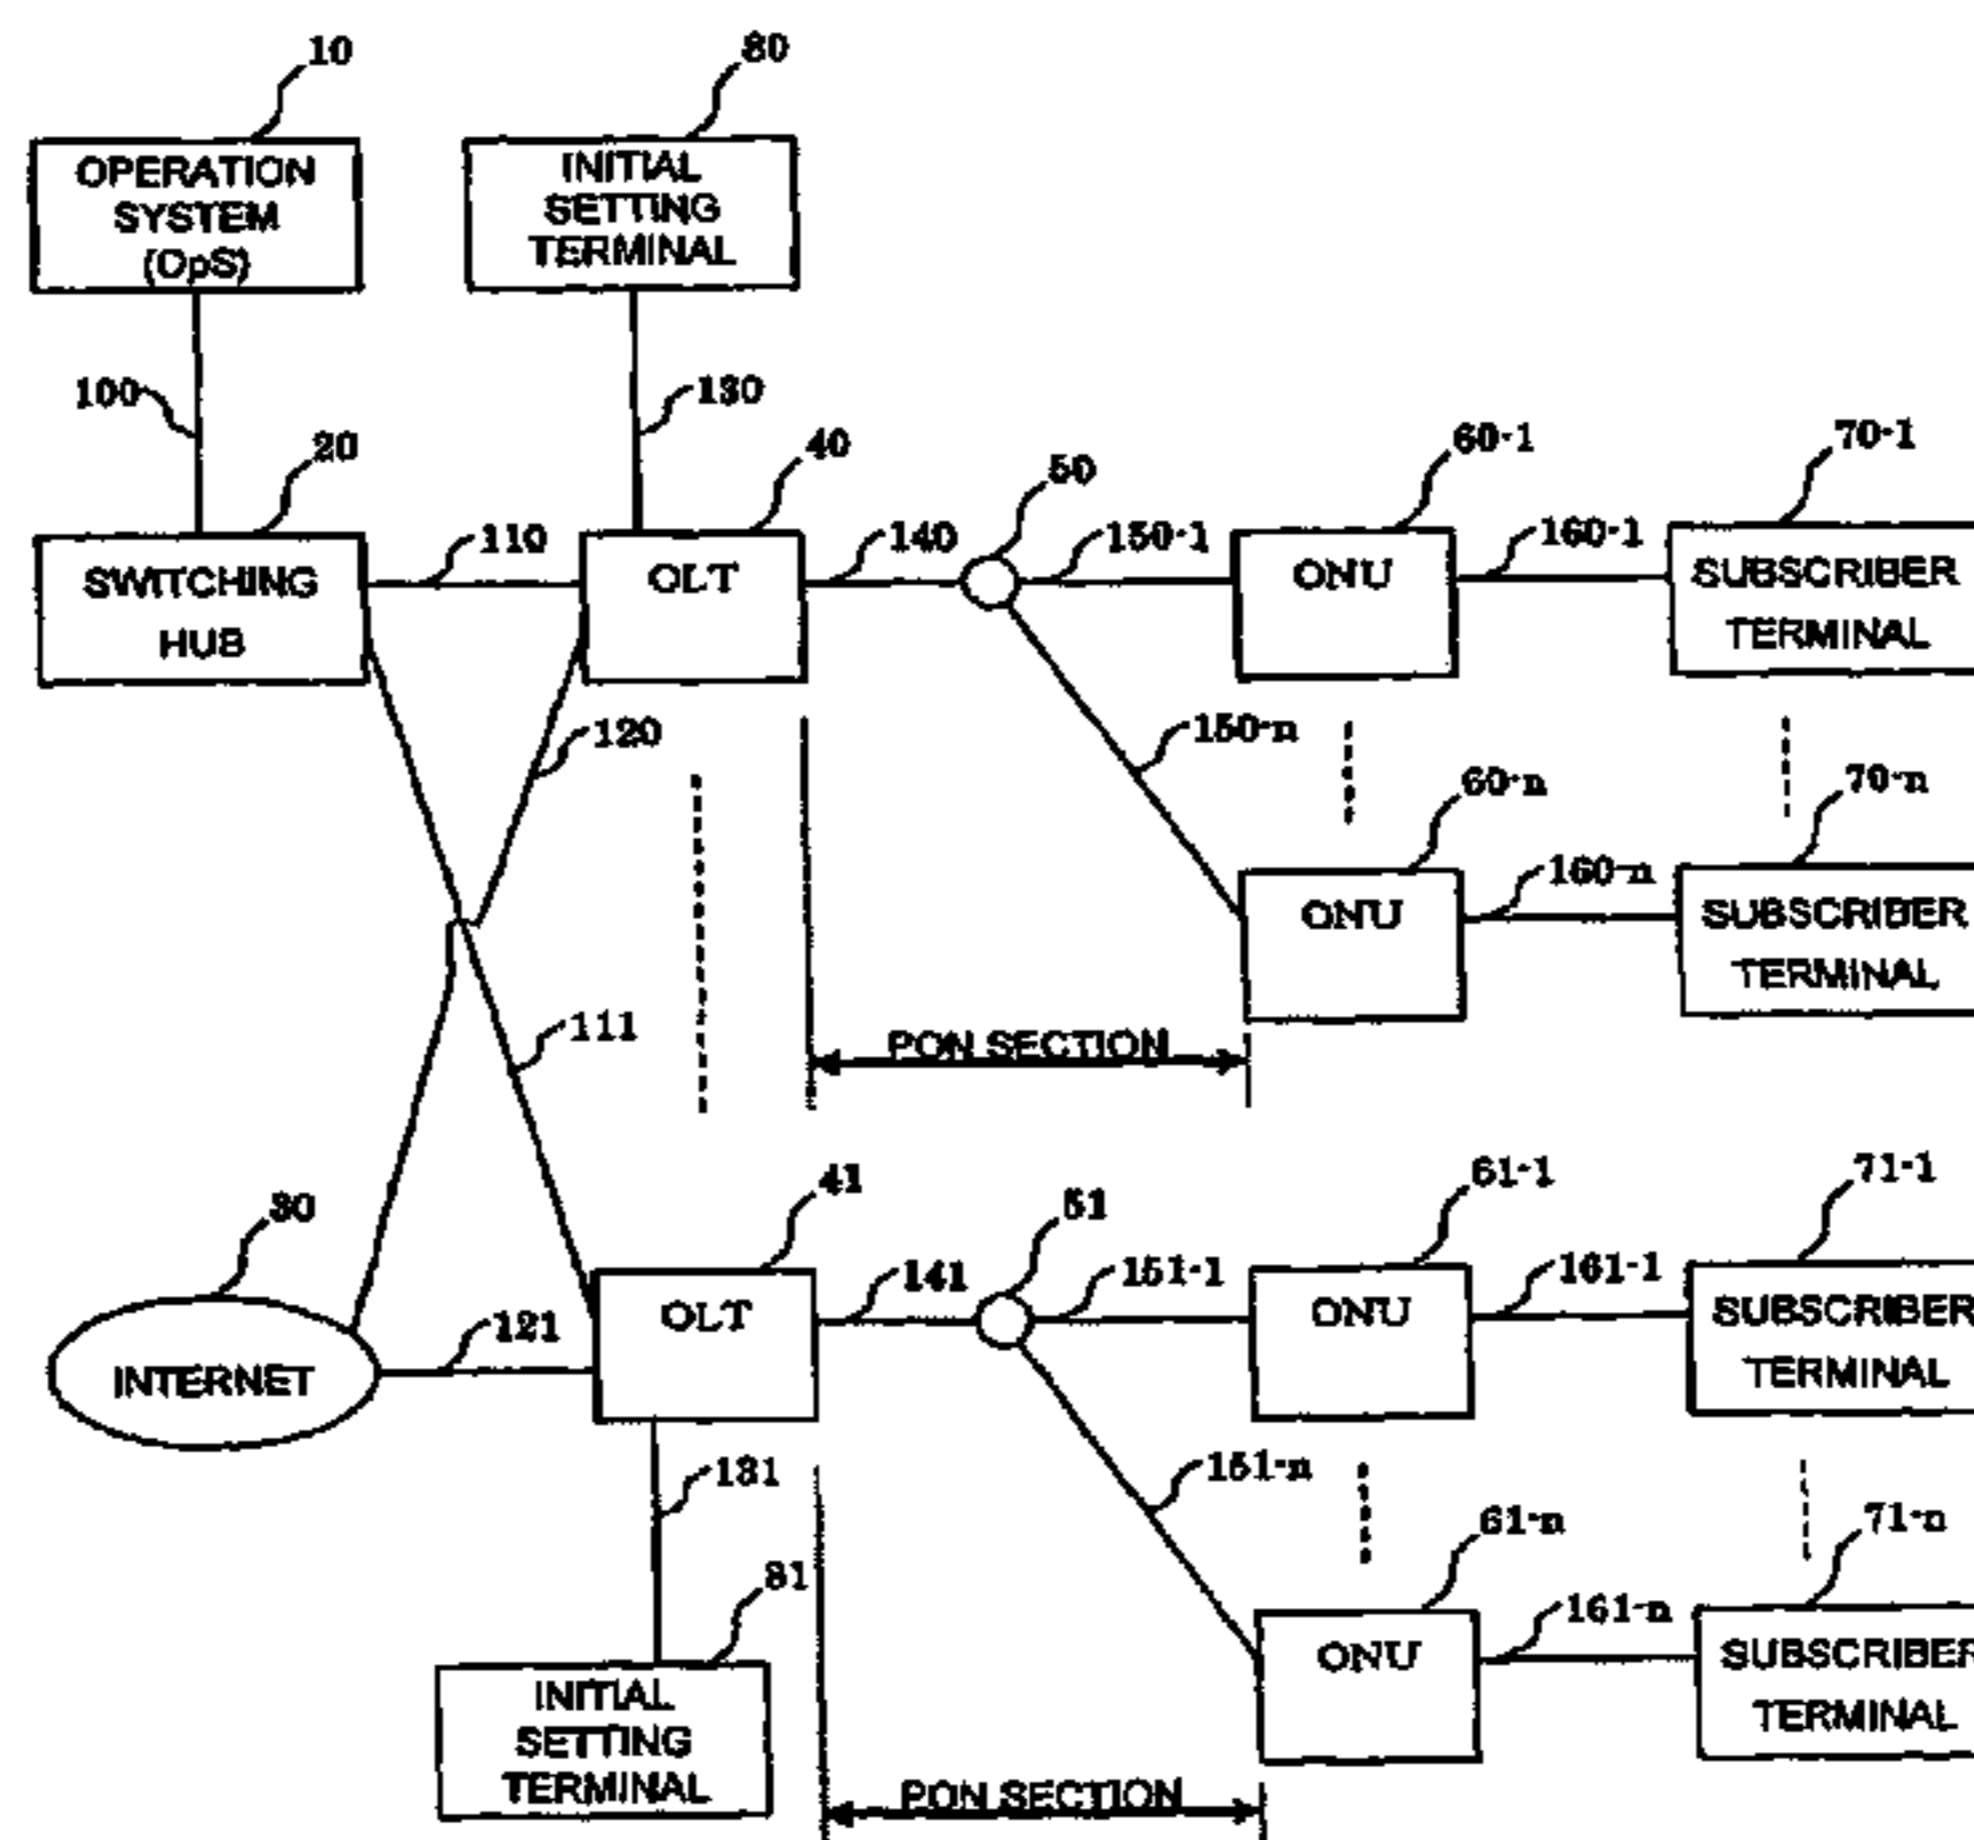 10
80
OPERATION
SYSTEM
(OpS)
INITIAL
SETTING
TERMINAL
100
130
20
40
50
60-1
70-1
110
140
150-1
160-1
SWITCHING
HUB
OLT
ONU
SUBSCRIBER
TERMINAL
120
150-n
60-n
70-n
160-n
ONU
SUBSCRIBER
TERMINAL
111
PON SECTION
30
41
51
61-1
71-1
121
141
151-1
161-1
INTERNET
OLT
ONU
SUBSCRIBER
TERMINAL
131
151-n
61-n
71-n
81
161-n
INITIAL
SETTING
TERMINAL
ONU
SUBSCRIBER
TERMINAL
PON SECTION